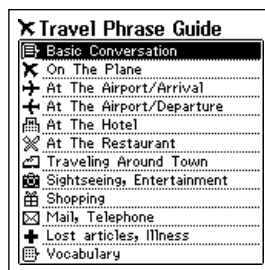 Travel Phrase Guide
Basic Conversation
On The Plane
At The Airport/Arrival
At The Airport/Departure
At The Hotel
At The Restaurant
Traveling Around Town
Sightseeing, Entertainment
Shopping
Mail, Telephone
Lost articles, Illness
Vocabulary